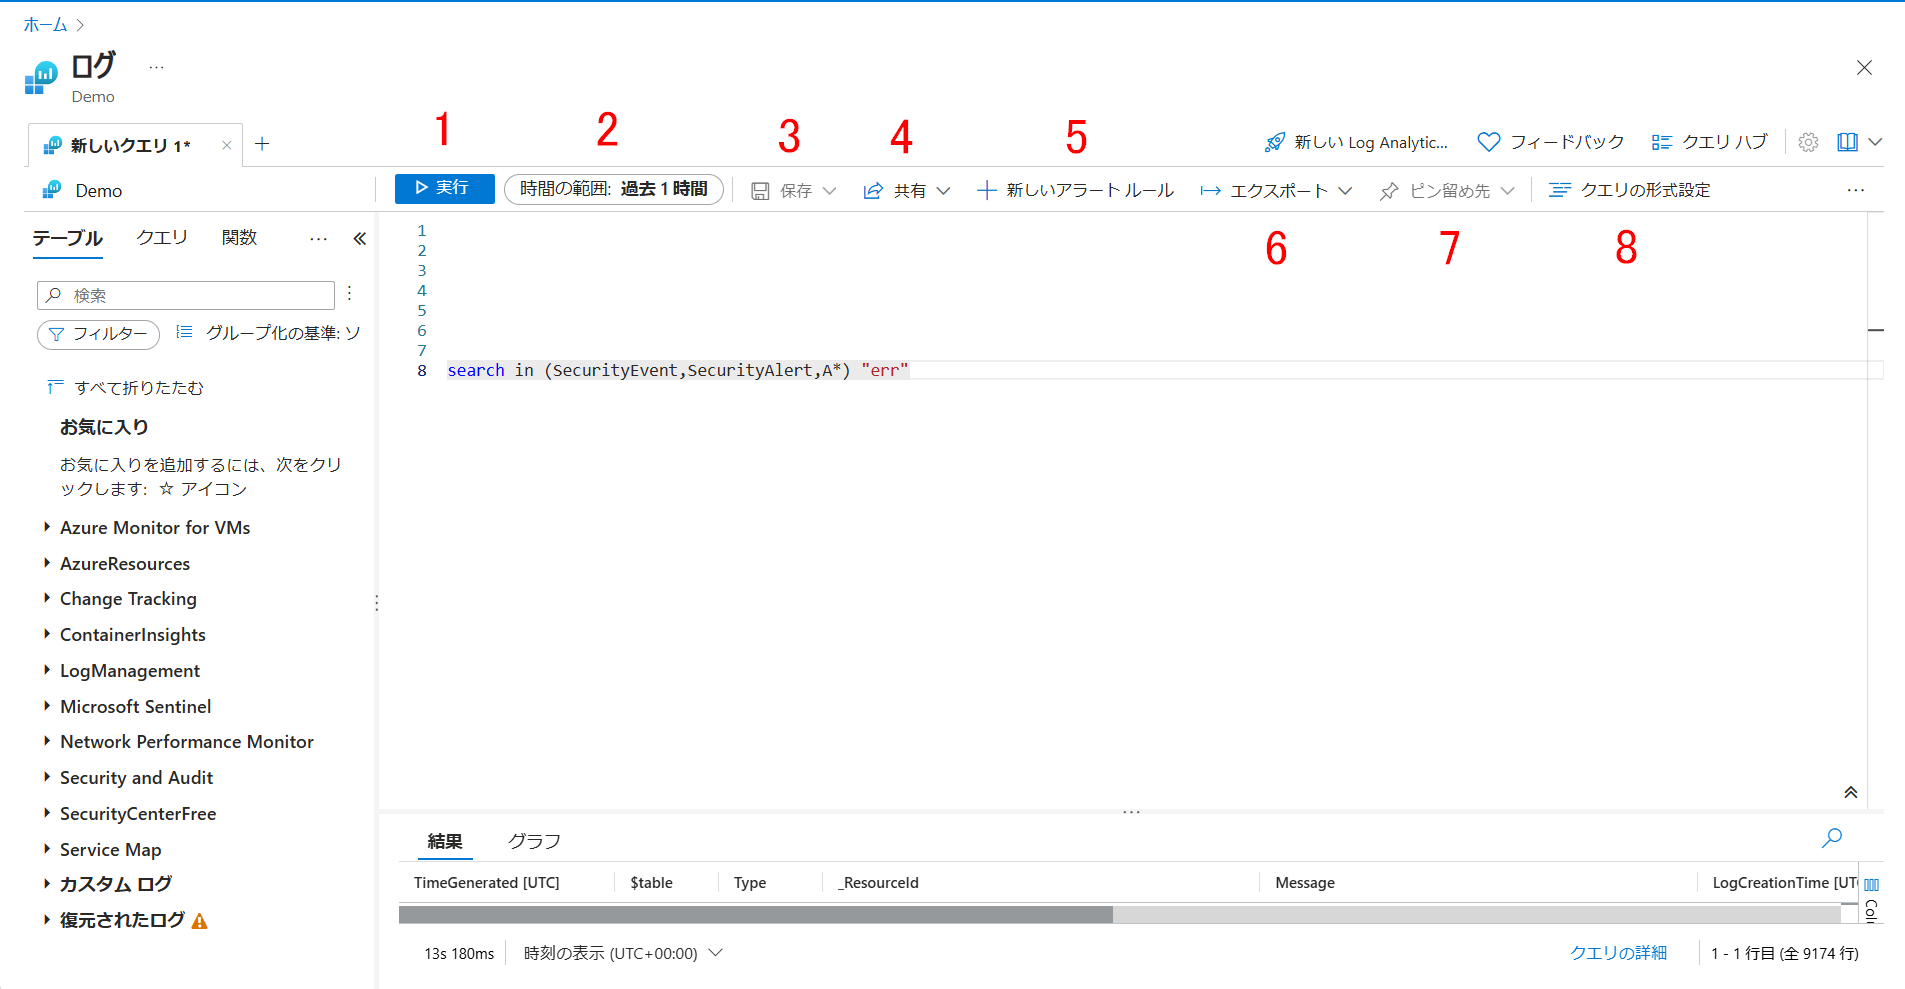 ホーム
ログ ...
Demo
新しいクエリ 1*
新しい Log Analytic...
フィードバック
クエリ ハブ
1 2 3 4 5
Demo
実行
時間の範囲: 過去 1 時間
保存
共有
新しいアラート ルール
エクスポート
ピン留め先
クエリの形式設定
...
6 7 8
テーブル
クエリ
関数
...
検索
フィルター
グループ化の基準: ソ
すべて折りたたむ
お気に入り
お気に入りを追加するには、次をクリ
ックします: ☆ アイコン
Azure Monitor for VMs
AzureResources
Change Tracking
ContainerInsights
LogManagement
Microsoft Sentinel
Network Performance Monitor
Security and Audit
SecurityCenterFree
Service Map
カスタム ログ
復元されたログ
1
2
3
4
5
6
7
8 search in (SecurityEvent,SecurityAlert,A*) "err"
結果
グラフ
TimeGenerated [UTC]
$table
Type
_ResourceId
Message
LogCreationTime [UT
Colu
13s 180ms
時刻の表示 (UTC+00:00)
クエリの詳細
1 - 1 行目 (全 9174 行)